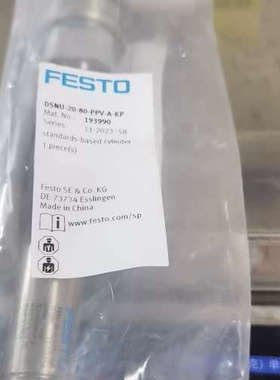 FESTO
DSNU-20-80-PPV-A-KP
Mat. No.: 193990
Series: 11-2023 / S8
standards-based cylinder
1 piece(s)
Festo SE & Co. KG
DE 73734 Esslingen
Made in China
www.festo.com/sp